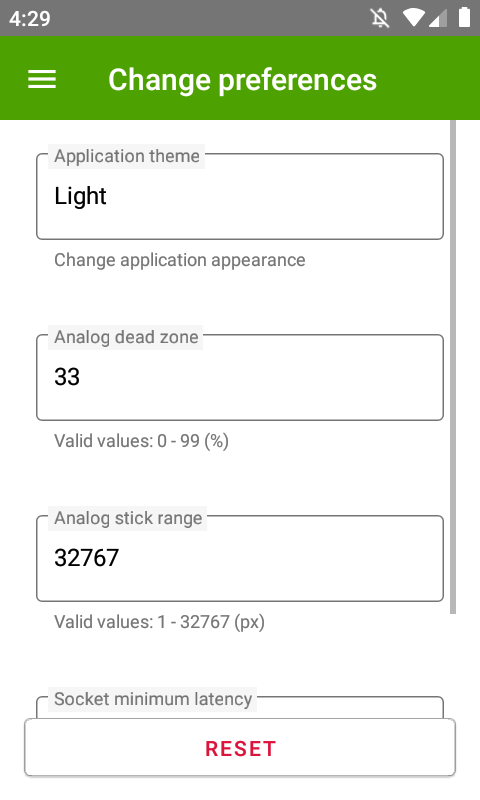 4:29
Change preferences
Application theme
Light
Change application appearance
Analog dead zone
33
Valid values: 0 - 99 (%)
Analog stick range
32767
Valid values: 1 - 32767 (px)
Socket minimum latency
RESET